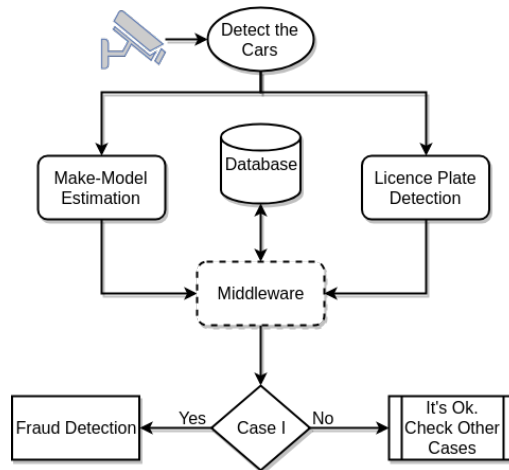 Detect the
Cars
Make-Model
Estimation
Database
Licence Plate
Detection
Middleware
Fraud Detection
Yes
Case I
No
It's Ok.
Check Other
Cases